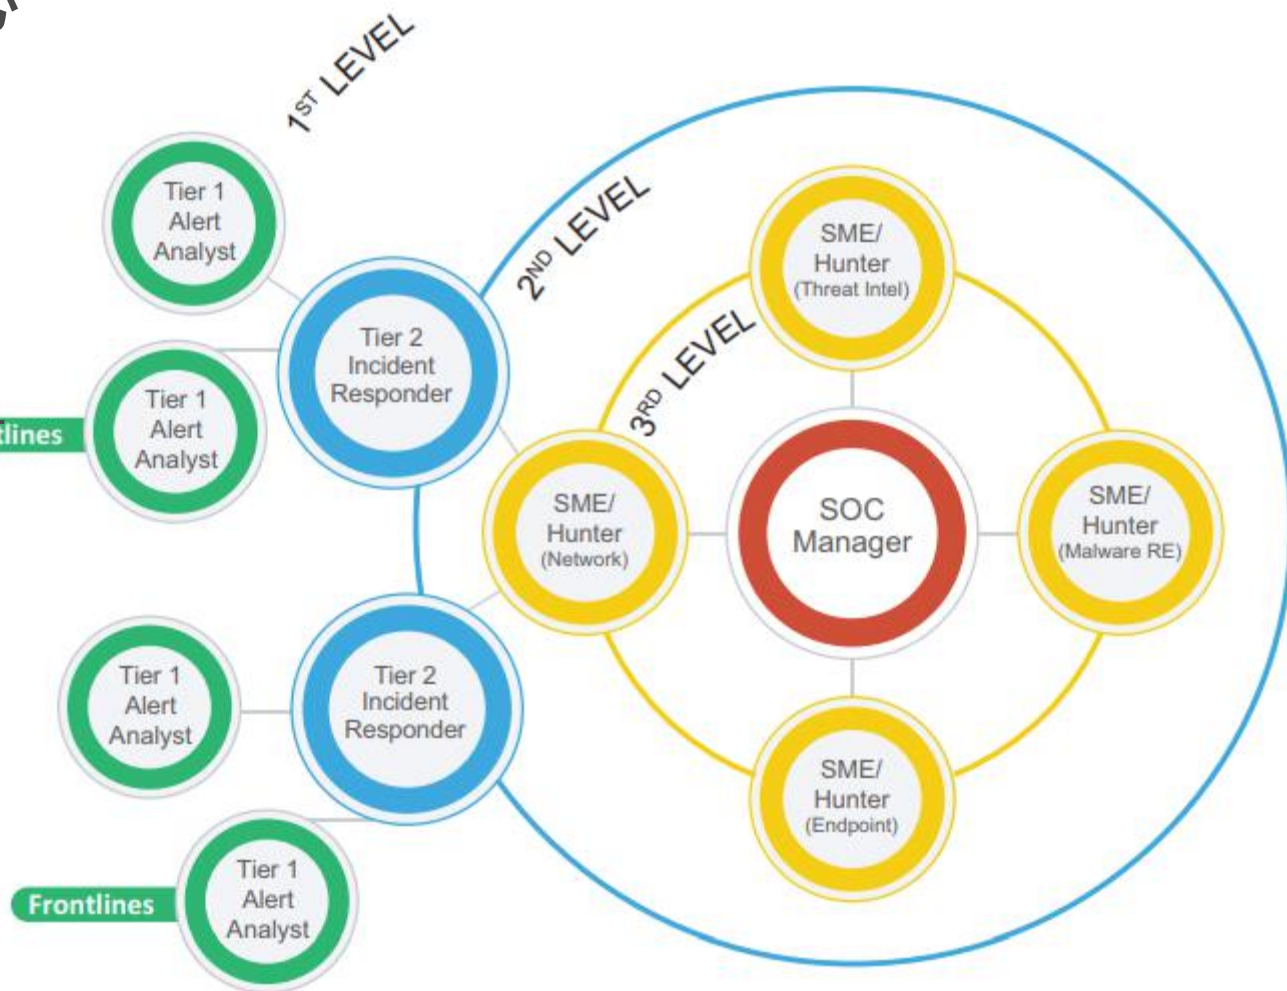 1ST LEVEL
Tier 1
Alert
Analyst
2ND LEVEL
SME/
Hunter
(Threat Intel)
Tier 2
Incident
Responder
3RD LEVEL
Tier 1
Alert
Analyst
tlines
SME/
Hunter
(Network)
SOC
Manager
SME/
Hunter
(Malware RE)
Tier 1
Alert
Analyst
Tier 2
Incident
Responder
SME/
Hunter
(Endpoint)
Tier 1
Alert
Analyst
Frontlines